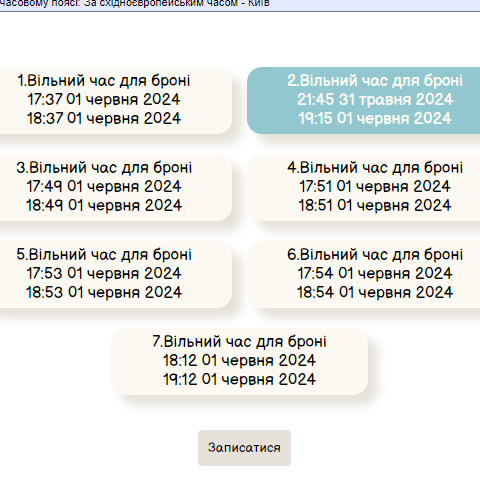 часовому поясі: За східноєвропейським часом - Київ
1.Вільний час для броні
17:37 01 червня 2024
18:37 01 червня 2024
2.Вільний час для броні
21:45 31 травня 2024
19:15 01 червня 2024
3.Вільний час для броні
17:49 01 червня 2024
18:49 01 червня 2024
4.Вільний час для броні
17:51 01 червня 2024
18:51 01 червня 2024
5.Вільний час для броні
17:53 01 червня 2024
18:53 01 червня 2024
6.Вільний час для броні
17:54 01 червня 2024
18:54 01 червня 2024
7.Вільний час для броні
18:12 01 червня 2024
19:12 01 червня 2024
Записатися